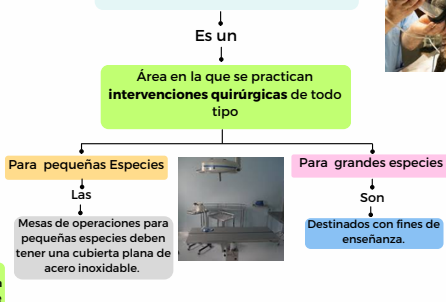 Es un
Área en la que se practican
intervenciones quirúrgicas de todo
tipo
Para pequeñas Especies
Para grandes especies
Las
Son
Mesas de operaciones para
pequeñas especies deben
tener una cubierta plana de
acero inoxidable.
Destinados con fines de
enseñanza.